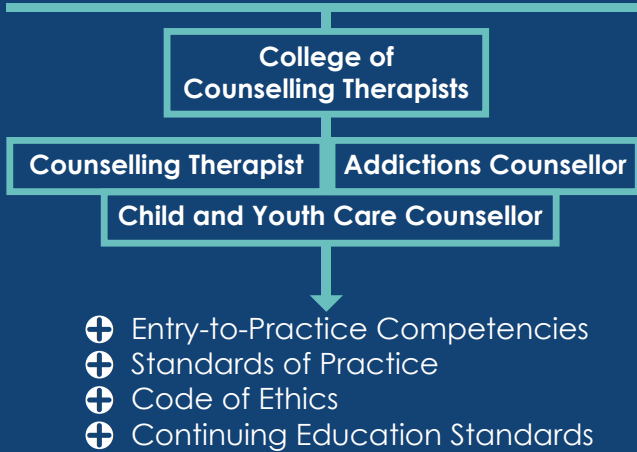 College of
Counselling Therapists
Counselling Therapist
Addictions Counsellor
Child and Youth Care Counsellor
Entry-to-Practice Competencies
Standards of Practice
Code of Ethics
Continuing Education Standards